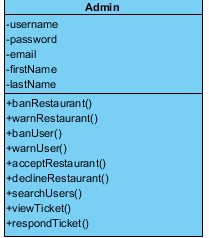 Admin
-username
-password
-email
-firstName
-lastName
+banRestaurant()
+warnRestaurant()
+banUser()
+warnUser()
+acceptRestaurant()
+declineRestaurant()
+searchUsers()
+viewTicket()
+respondTicket()